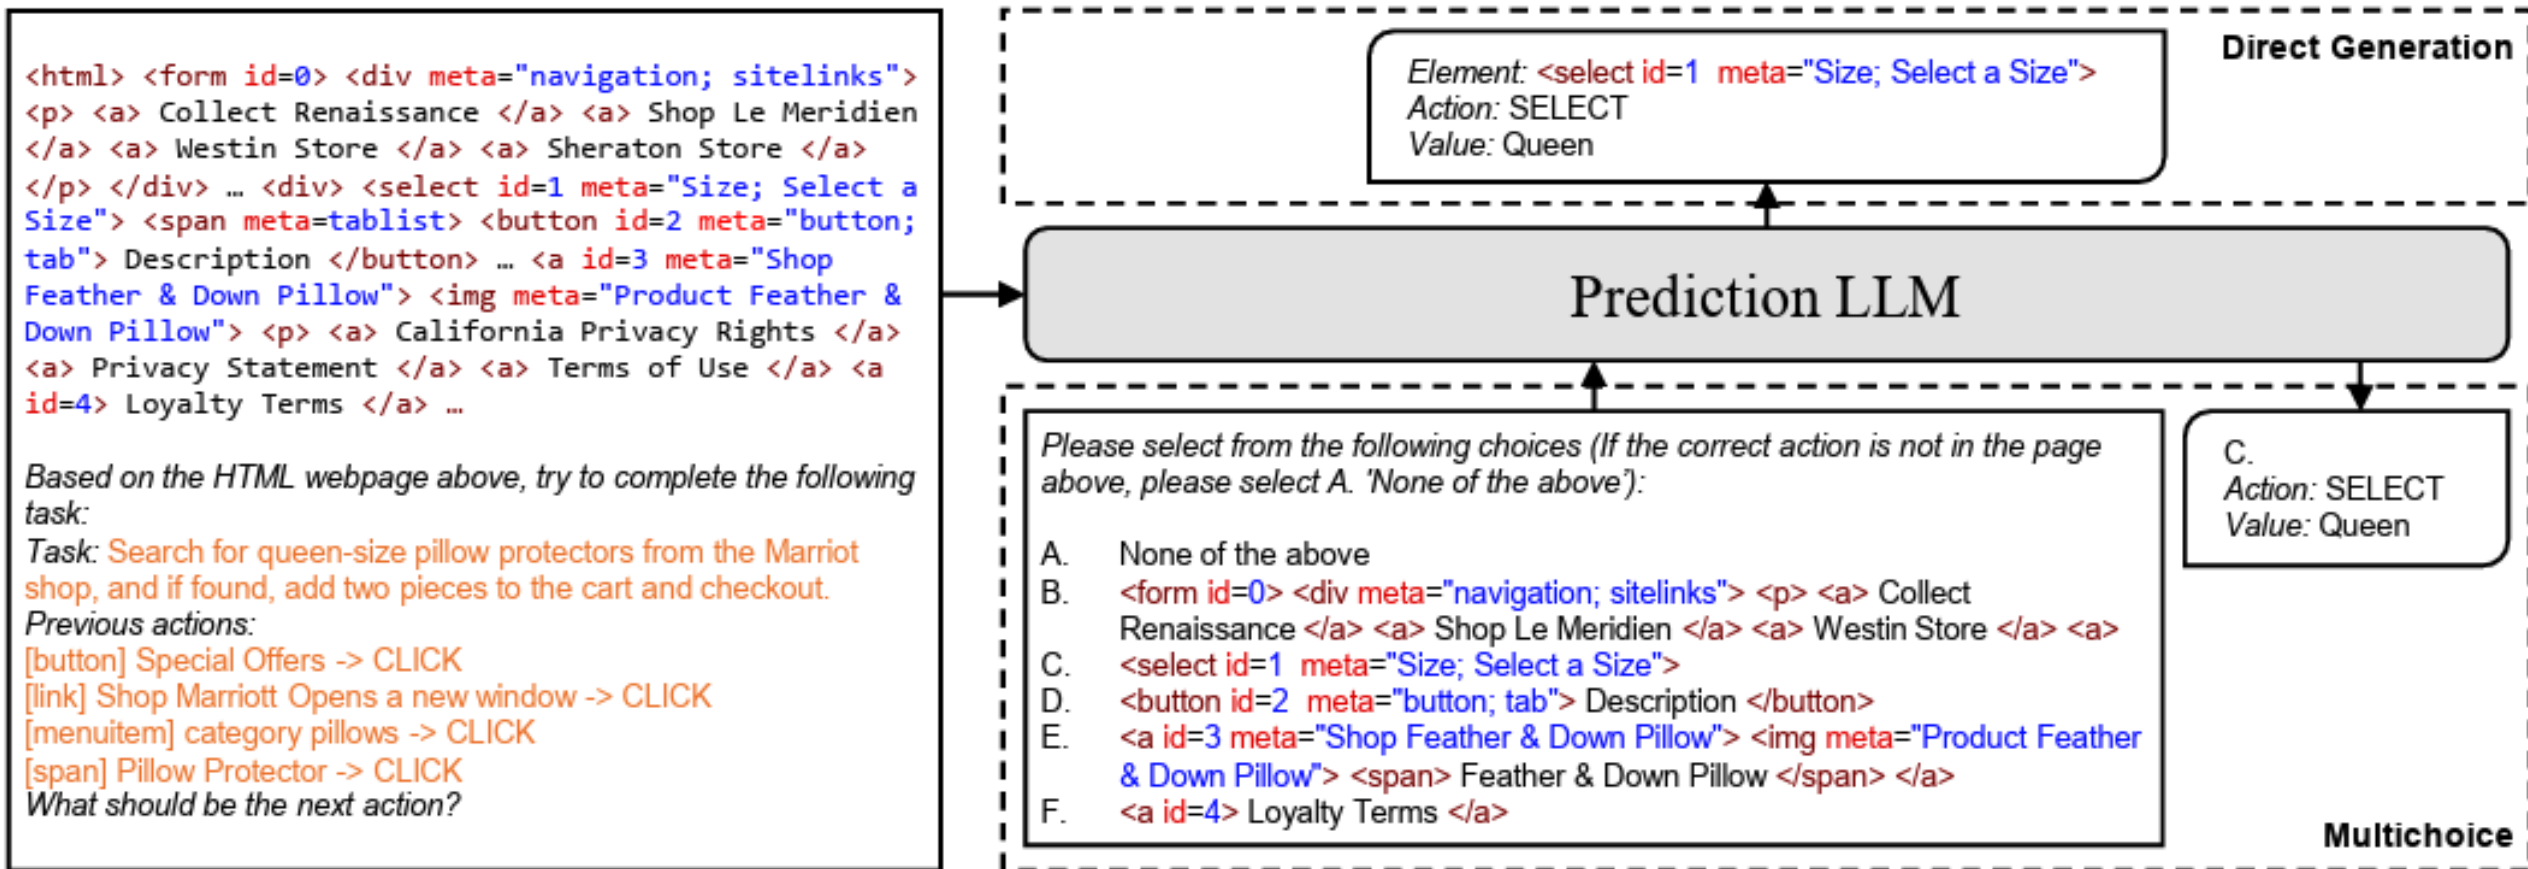 <html> <form id=0> <div meta="navigation; sitelinks">
<p> <a> Collect Renaissance </a> <a> Shop Le Meridien
</a> <a> Westin Store </a> <a> Sheraton Store </a>
</p> </div> … <div> <select id=1 meta="Size; Select a
Size"> <span meta=tablist> <button id=2 meta="button;
tab"> Description </button> … <a id=3 meta="Shop
Feather & Down Pillow"> <img meta="Product Feather &
Down Pillow"> <p> <a> California Privacy Rights </a>
<a> Privacy Statement </a> <a> Terms of Use </a> <a
id=4> Loyalty Terms </a> …
Based on the HTML webpage above, try to complete the following
task:
Task: Search for queen-size pillow protectors from the Marriot
shop, and if found, add two pieces to the cart and checkout.
Previous actions:
[button] Special Offers -> CLICK
[link] Shop Marriott Opens a new window -> CLICK
[menuitem] category pillows -> CLICK
[span] Pillow Protector -> CLICK
What should be the next action?
Direct Generation
Element: <select id=1 meta="Size; Select a Size">
Action: SELECT
Value: Queen
Prediction LLM
Please select from the following choices (If the correct action is not in the page
above, please select A. 'None of the above'):
A. None of the above
B. <form id=0> <div meta="navigation; sitelinks"> <p> <a> Collect
Renaissance </a> <a> Shop Le Meridien </a> <a> Westin Store </a> <a>
C. <select id=1 meta="Size; Select a Size">
D. <button id=2 meta="button; tab"> Description </button>
E. <a id=3 meta="Shop Feather & Down Pillow"> <img meta="Product Feather
& Down Pillow"> <span> Feather & Down Pillow </span> </a>
F. <a id=4> Loyalty Terms </a>
C.
Action: SELECT
Value: Queen
Multichoice